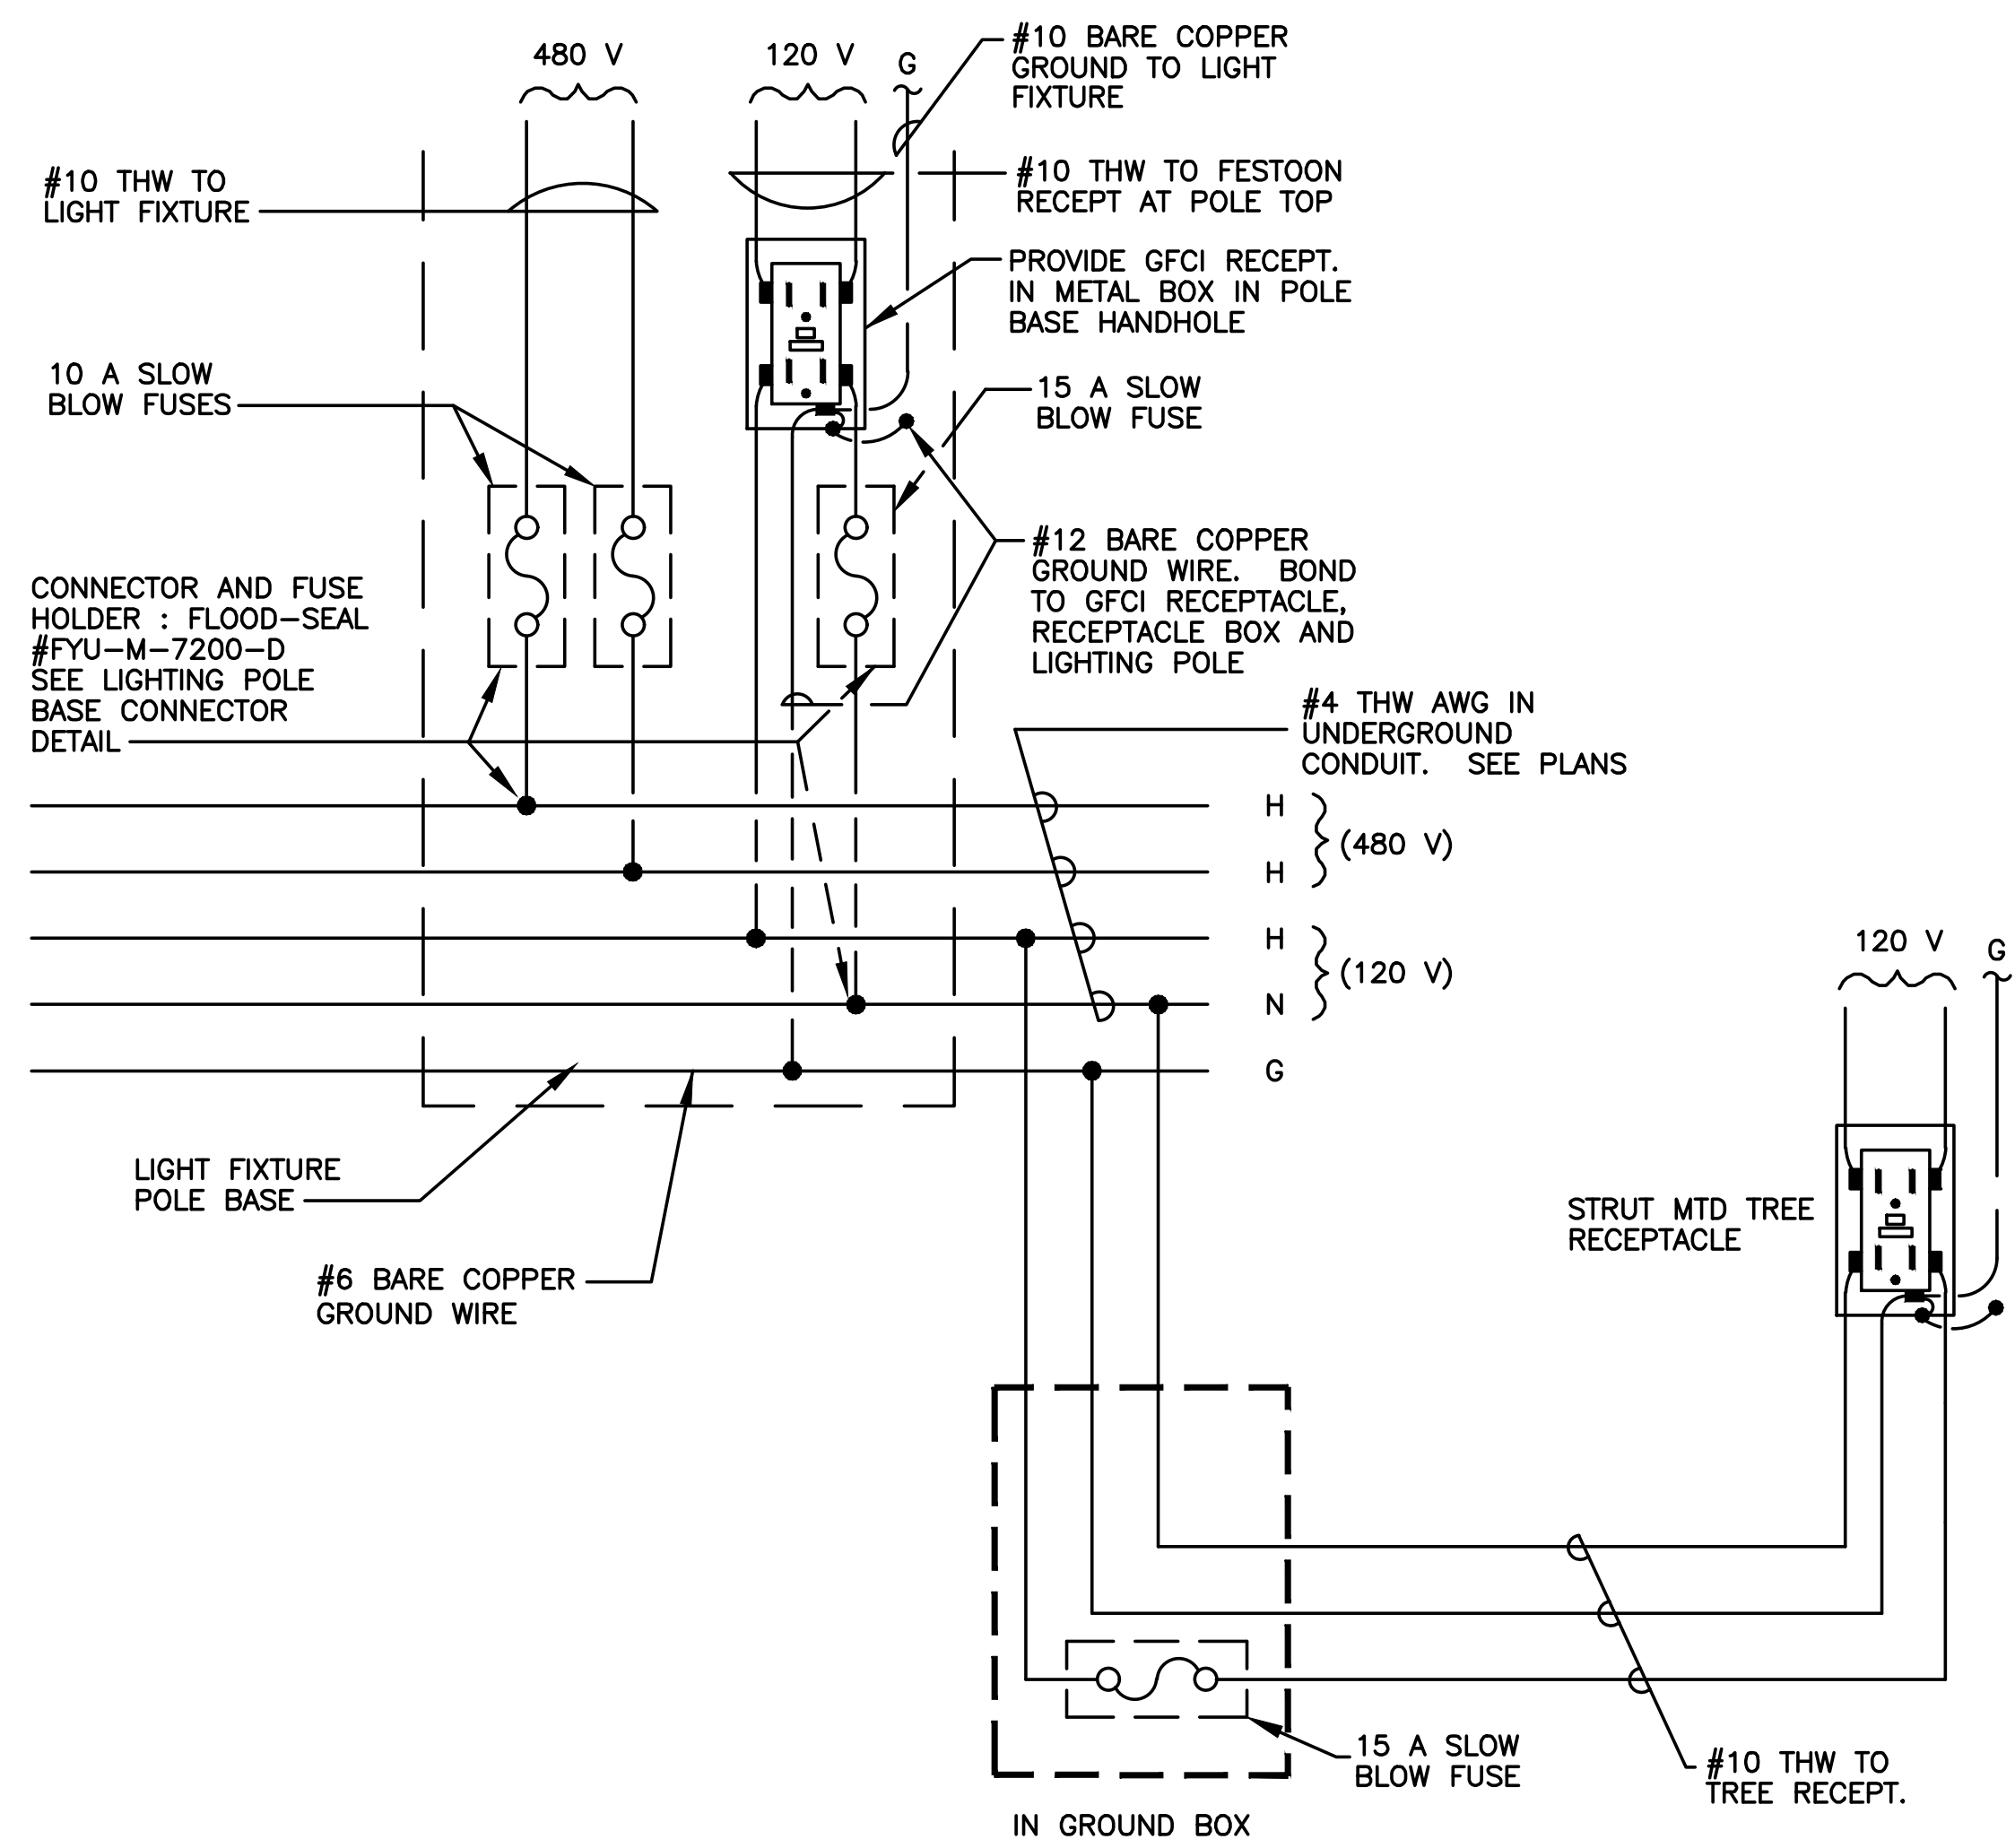 480 V
120 V
G
#10 BARE COPPER
GROUND TO LIGHT
FIXTURE
#10 THW TO
LIGHT FIXTURE
#10 THW TO FESTOON
RECEPT AT POLE TOP
PROVIDE GFCI RECEPT.
IN METAL BOX IN POLE
BASE HANDHOLE
10 A SLOW
BLOW FUSES
15 A SLOW
BLOW FUSE
CONNECTOR AND FUSE
HOLDER : FLOOD-SEAL
#FYU-M-7200-D
SEE LIGHTING POLE
BASE CONNECTOR
DETAIL
#12 BARE COPPER
GROUND WIRE. BOND
TO GFCI RECEPTACLE,
RECEPTACLE BOX AND
LIGHTING POLE
#4 THW AWG IN
UNDERGROUND
CONDUIT. SEE PLANS
H
(480 V)
H
H
(120 V)
N
G
120 V
G
LIGHT FIXTURE
POLE BASE
#6 BARE COPPER
GROUND WIRE
STRUT MTD TREE
RECEPTACLE
15 A SLOW
BLOW FUSE
#10 THW TO
TREE RECEPT.
IN GROUND BOX